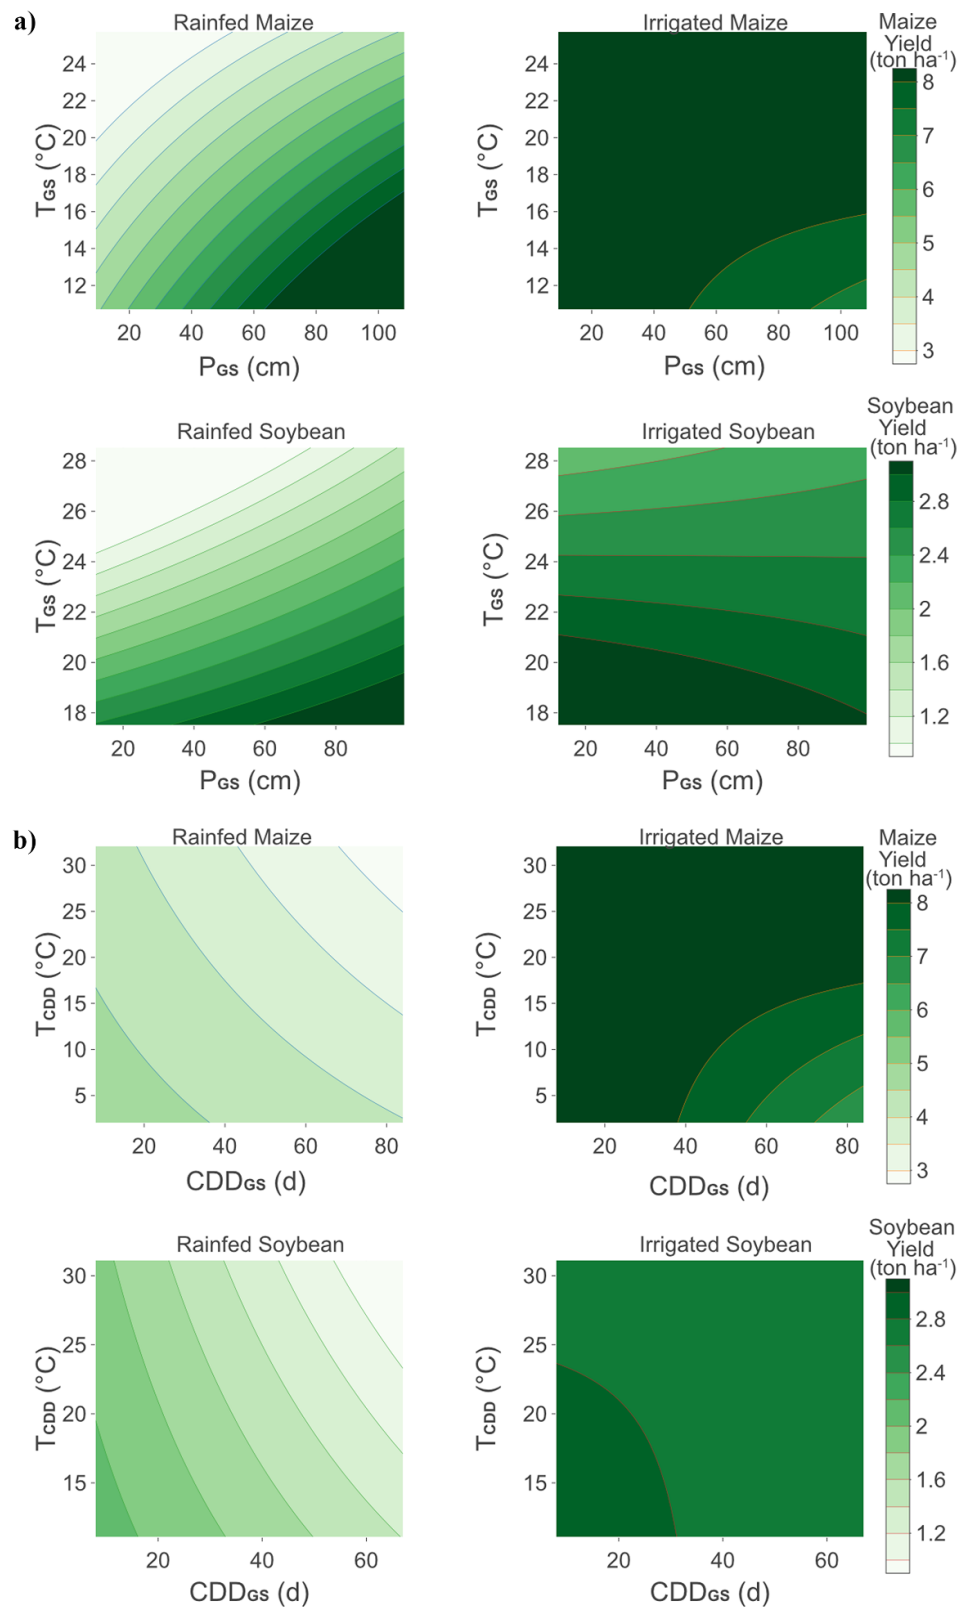 a)
Rainfed Maize
24
22
20
18
16
14
12
TGS (°C)
20 40 60 80 100
PGS (cm)
Irrigated Maize
24
22
20
18
16
14
12
TGS (°C)
20 40 60 80 100
PGS (cm)
Maize
Yield
(ton ha-1)
8
7
6
5
4
3
Rainfed Soybean
28
26
24
22
20
18
TGS (°C)
20 40 60 80
PGS (cm)
Irrigated Soybean
28
26
24
22
20
18
TGS (°C)
20 40 60 80
PGS (cm)
Soybean
Yield
(ton ha-1)
2.8
2.4
2
1.6
1.2
b)
Rainfed Maize
30
25
20
15
10
5
TCDD (°C)
20 40 60 80
CDDGS (d)
Irrigated Maize
30
25
20
15
10
5
TCDD (°C)
20 40 60 80
CDDGS (d)
Maize
Yield
(ton ha-1)
8
7
6
5
4
3
Rainfed Soybean
30
25
20
15
TCDD (°C)
20 40 60
CDDGS (d)
Irrigated Soybean
30
25
20
15
TCDD (°C)
20 40 60
CDDGS (d)
Soybean
Yield
(ton ha-1)
2.8
2.4
2
1.6
1.2